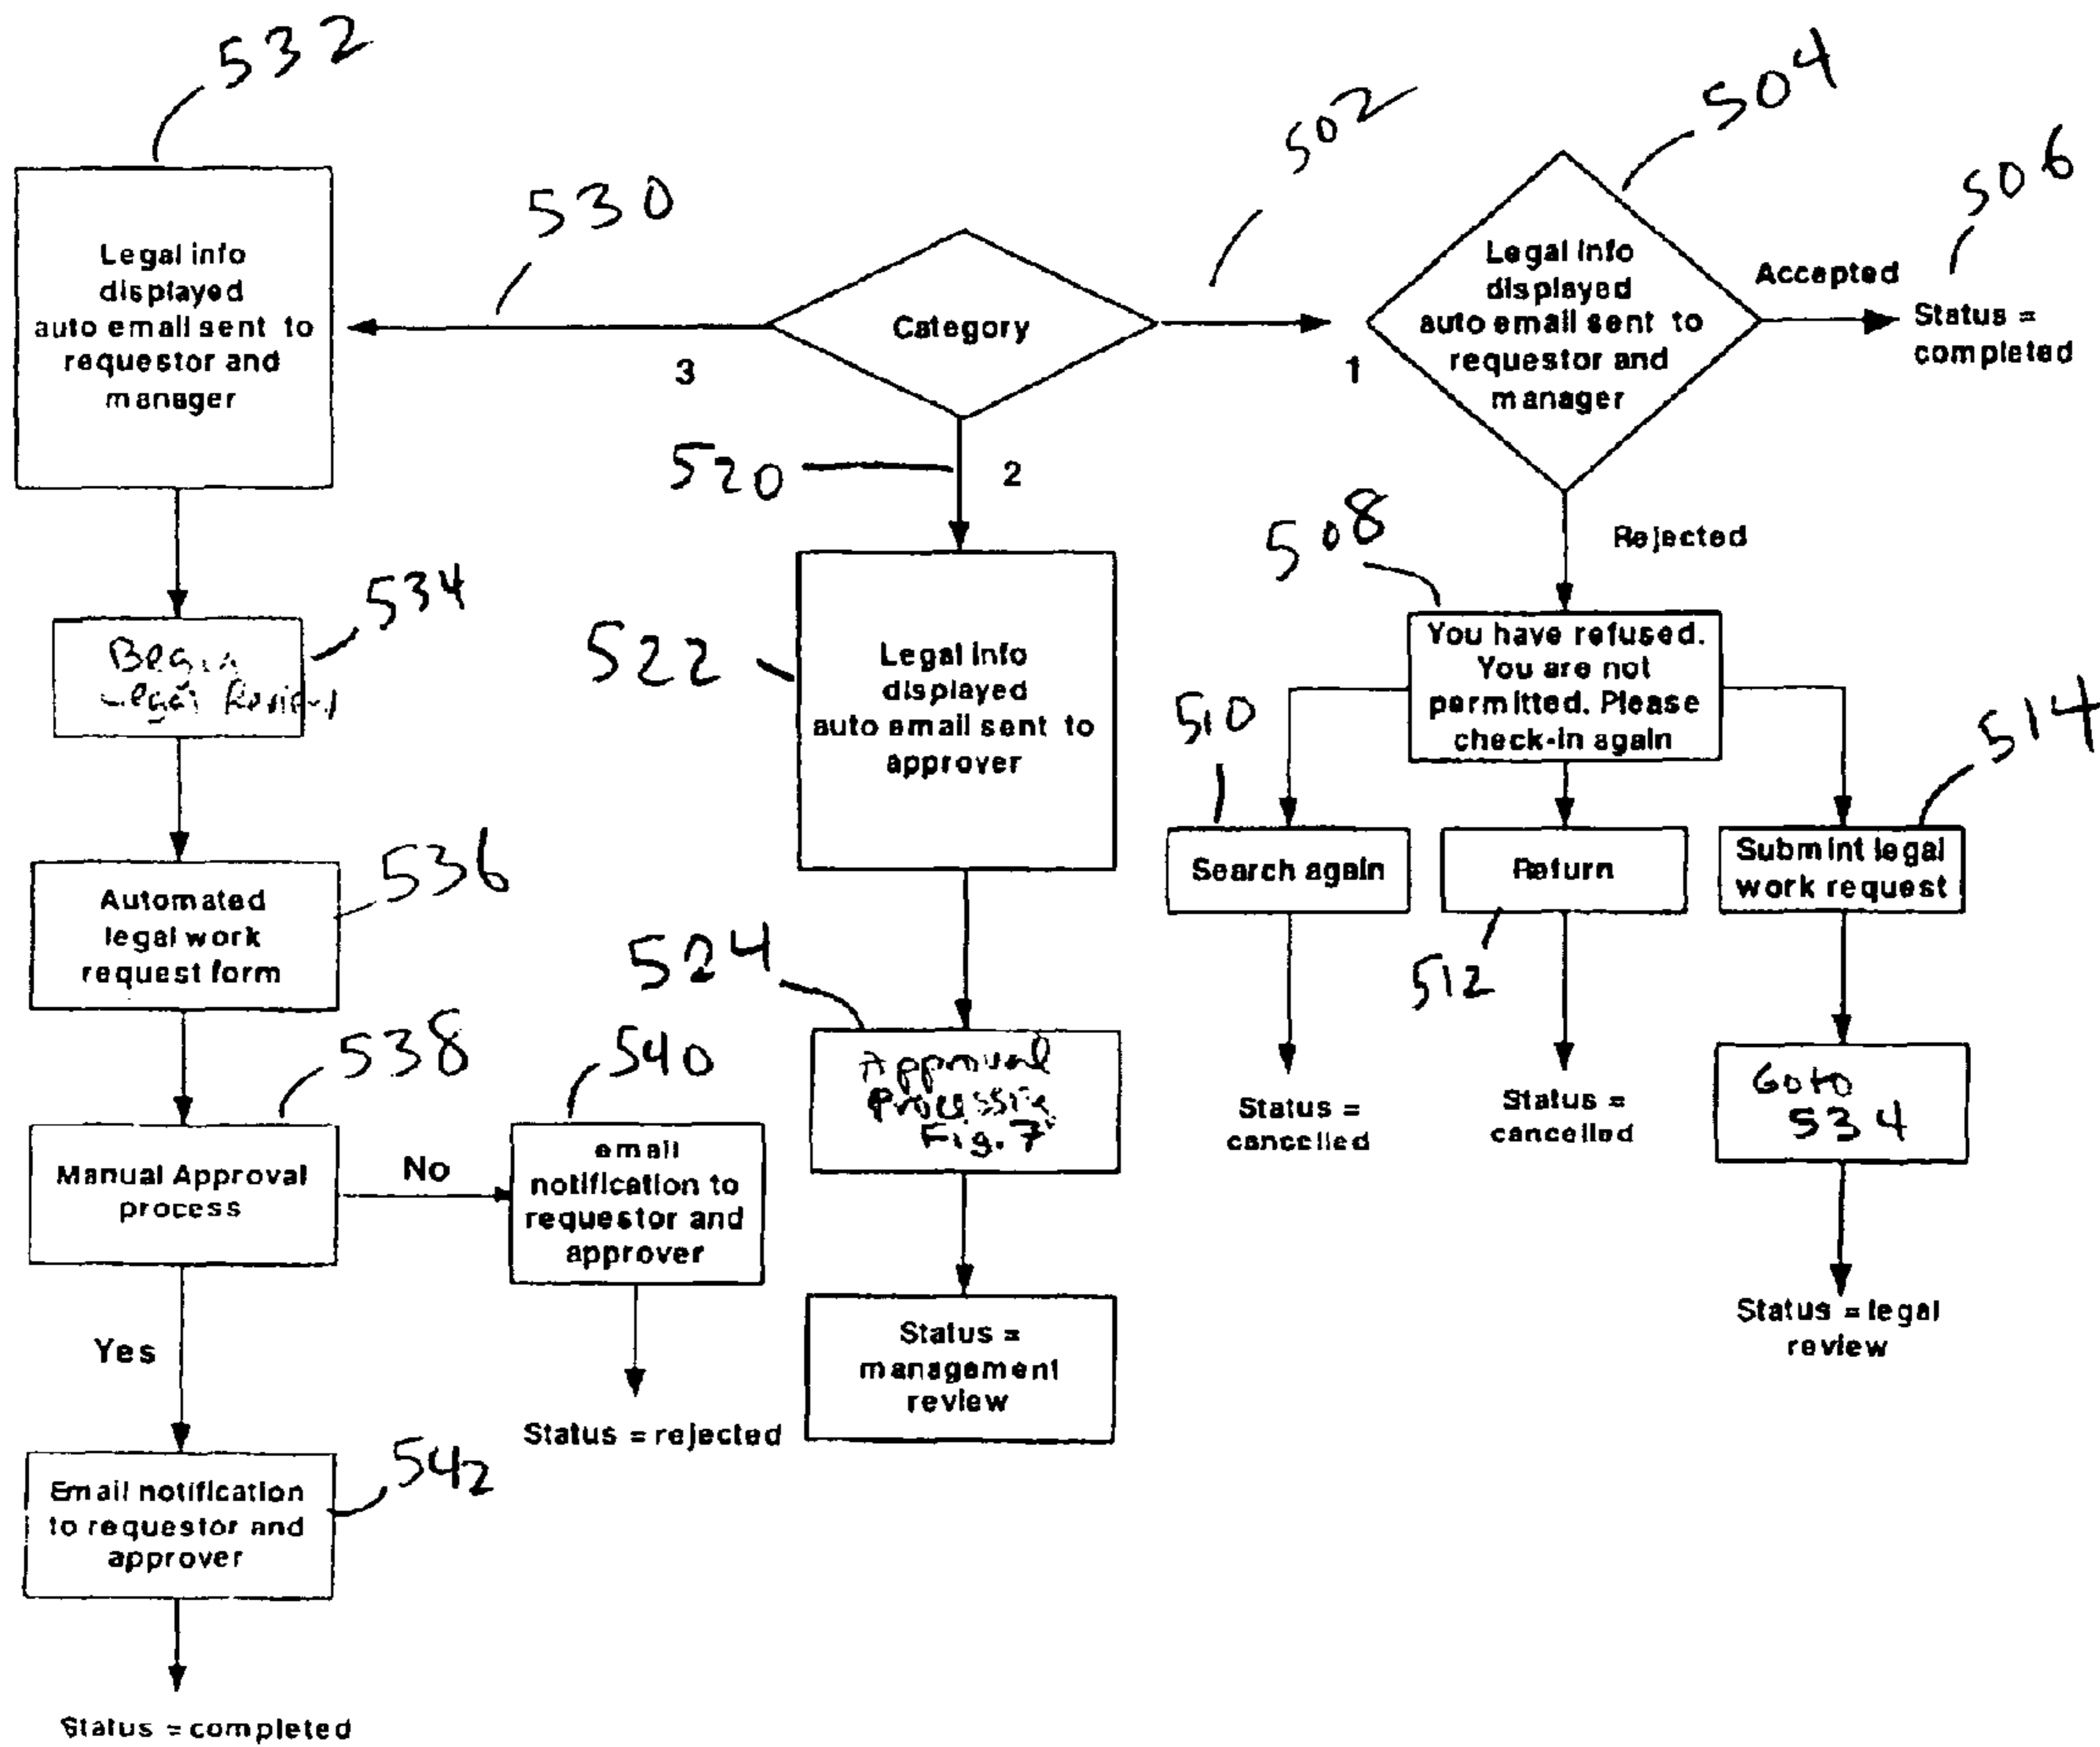 532
504
502
506
530
Legal info
displayed
auto email sent to
requestor and
manager
Category
3
1
2
520
Legal info
displayed
auto email sent to
requestor and
manager
Accepted
Status =
completed
Rejected
508
You have refused.
You are not
permitted. Please
check-in again
534
Begin
Legal Review
522
Legal info
displayed
auto email sent to
approver
510
514
Search again
Return
Submint legal
work request
512
536
Automated
legal work
request form
524
Approval
Processing
Fig. 7
538
540
Manual Approval
process
No
email
notification to
requestor and
approver
Status =
cancelled
Status =
cancelled
Goto
534
Status = legal
review
Yes
Status =
management
review
Status = rejected
542
Email notification
to requestor and
approver
Status = completed